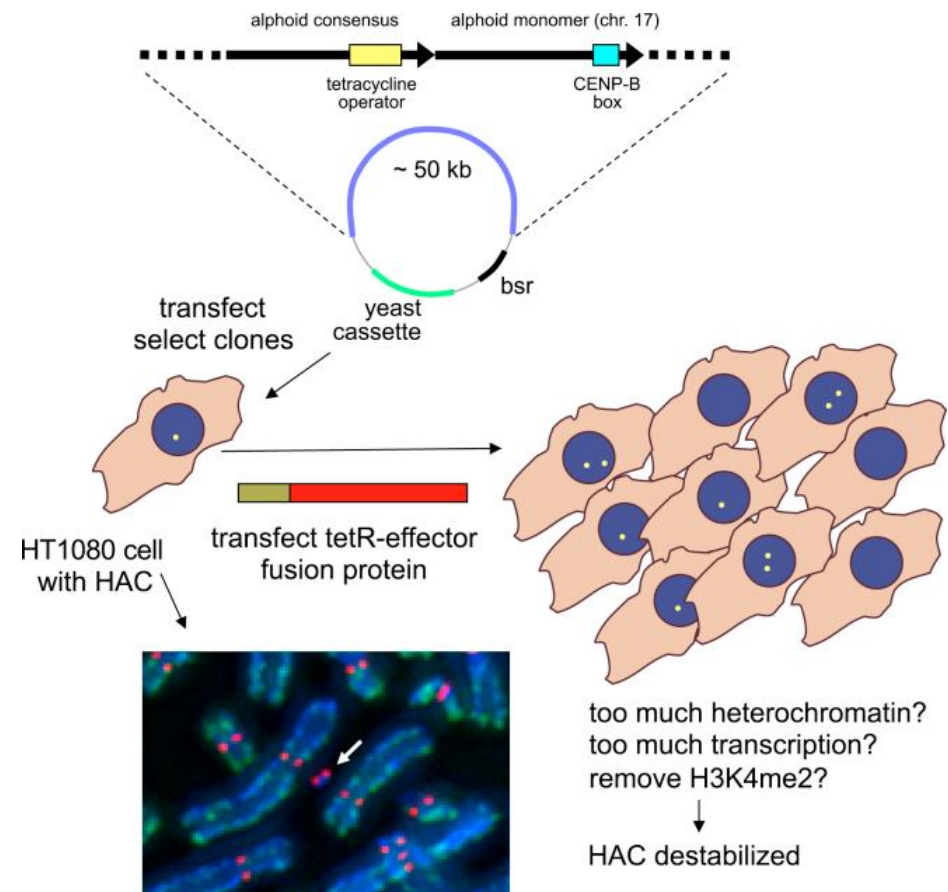 alphoid consensus
alphoid monomer (chr. 17)
tetracycline
operator
CENP-B
box
~ 50 kb
bsr
yeast
cassette
transfect
select clones
HT1080 cell
with HAC
transfect tetR-effector
fusion protein
too much heterochromatin?
too much transcription?
remove H3K4me2?
HAC destabilized